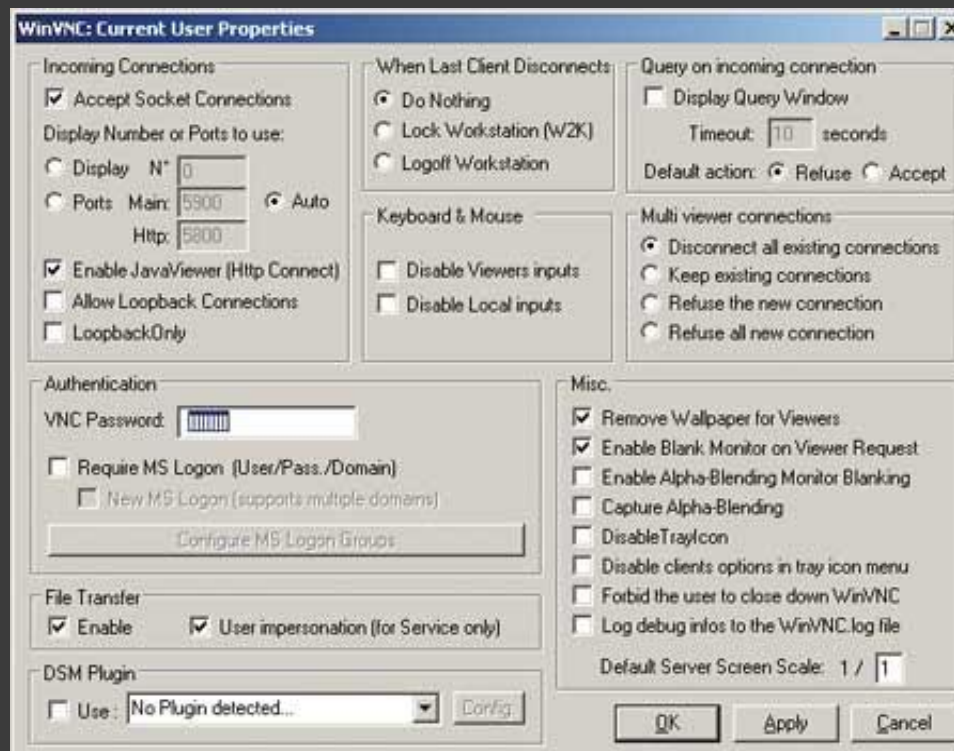 WinVNC: Current User Properties
Incoming Connections
Accept Socket Connections
Display Number or Ports to use:
Display N° 0
Ports Main: 5900 Auto
Http: 5800
Enable JavaViewer (Http Connect)
Allow Loopback Connections
LoopbackOnly
When Last Client Disconnects
Do Nothing
Lock Workstation (W2K)
Logoff Workstation
Keyboard & Mouse
Disable Viewers inputs
Disable Local inputs
Query on incoming connection
Display Query Window
Timeout: 10 seconds
Default action: Refuse Accept
Multi viewer connections
Disconnect all existing connections
Keep existing connections
Refuse the new connection
Refuse all new connection
Authentication
VNC Password:
Require MS Logon (User/Pass./Domain)
New MS Logon (supports multiple domains)
Configure MS Logon Groups
File Transfer
Enable User impersonation (for Service only)
DSM Plugin
Use : No Plugin detected... Config
Misc.
Remove Wallpaper for Viewers
Enable Blank Monitor on Viewer Request
Enable Alpha-Blending Monitor Blanking
Capture Alpha-Blending
DisableTrayIcon
Disable clients options in tray icon menu
Forbid the user to close down WinVNC
Log debug infos to the WinVNC.log file
Default Server Screen Scale: 1 / 1
OK Apply Cancel